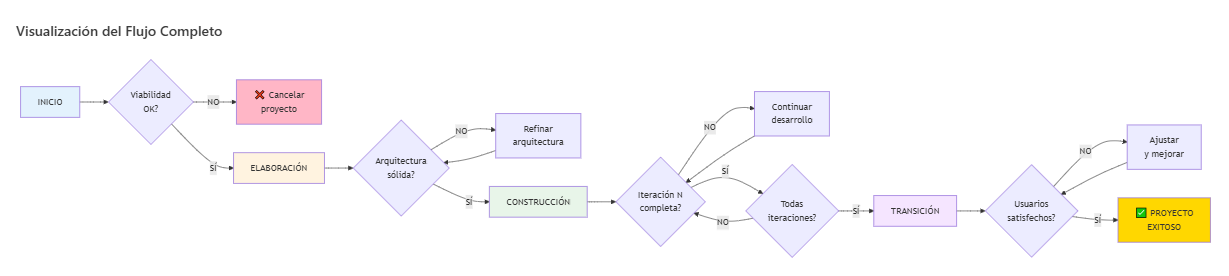 Visualización del Flujo Completo
INICIO
Viabilidad
OK?
NO
❌ Cancelar
proyecto
SÍ
ELABORACIÓN
Arquitectura
sólida?
NO
Refinar
arquitectura
SÍ
CONSTRUCCIÓN
Iteración N
completa?
NO
Continuar
desarrollo
SÍ
Todas
iteraciones?
NO
SÍ
TRANSICIÓN
Usuarios
satisfechos?
NO
Ajustar
y mejorar
SÍ
✅ PROYECTO
EXITOSO